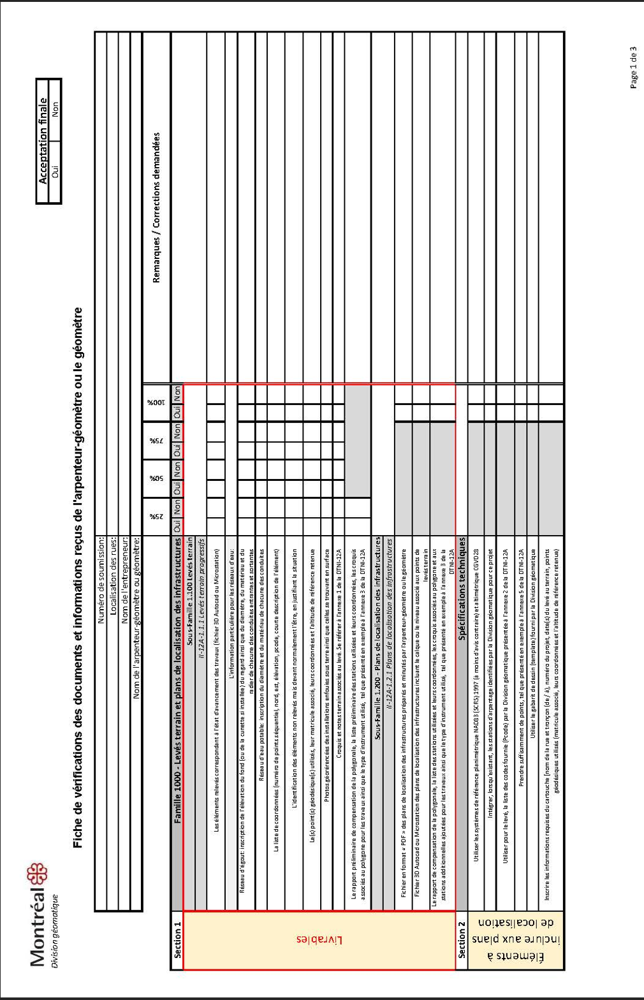 Montréal
Division géomatique
Acceptation finale
Oui Non
Fiche de vérifications des documents et informations reçus de l'arpenteur-géomètre ou le géomètre
Numéro de soumission:
Localisation des rues:
Nom de l'entrepreneur:
Nom de l'arpenteur-géomètre ou géomètre:
25% 50% 75% 100% Remarques / Corrections demandées
Section 1 Famille 1000 - Levés terrain et plans de localisation des infrastructures Oui Non Oui Non Oui Non Oui Non
Livrables
Sous-Famille 1.100 Levés terrain
II-12A-1.1.1 Levés terrain progressifs
Les éléments relevés correspondant à l'état d'avancement des travaux (fichier 3D Autocad ou Microstation)
L'information particulière pour les réseaux d'eau:
Réseau d'égout: inscription de l'élévation du fond (ou de la cunette si installée) du regard ainsi que du diamètre, du matériau et du
radier de chacune des conduites entrantes et sortantes
Réseau d'eau potable: inscription du diamètre et du matériau de chacune des conduites
La liste de coordonnées (numéro de points séquentiel), nord, est, élévation, pcode, courte description de l'élément)
L'identification des éléments non relevés mais devant normalement l'être, en justifiant la situation
Le(s) point(s) géodésique(s) utilisés, leur matricule associé, leurs coordonnées et l'altitude de référence retenue
Photos géoréréncées des installations enfouies sous terre ainsi que celles se trouvant en surface
Croquis et notes terrain associés au levé. Se référer à l'annexe 1 de la DTNI-12A
Le rapport préliminaire de compensation de la polygonale, la liste préliminaire des stations utilisées et leurs coordonnées, les croquis
associés au polygone pour les travaux ainsi que le type d'instrument utilisé, tel que présenté en exemple à l'annexe 3 de la DTNI-12A
Sous-Famille 1.200 - Plans de localisation des infrastructures
II-12A-1.2.1 Plans de localisation des infrastructures
Fichier en format « PDF » des plans de localisation des infrastructures préparés et minutés par l'arpenteur-géomètre ou le géomètre
Fichier 3D Autocad ou Microstation des plans de localisation des infrastructures incluant le calque ou le niveau associé aux points de
levés terrain
Le rapport de compensation de la polygonale, la liste des stations utilisées et leurs coordonnées, les croquis associés au polygone et aux
stations additionnelles ajoutées pour les travaux ainsi que le type d'instrument utilisé, tel que présenté en exemple à l'annexe 3 de la
DTNI-12A
Section 2 Spécifications techniques
Éléments à
inclure aux plans
de localisation
Utiliser les systèmes de référence planimétrique NAD83 (SCRS) 1997 (à moins d'avis contraire) et altimétrique CGVD28
Intégrer, lorsqu'existant, les stations d'arpentage identifiées par la Division géomatique pour ce projet
Utiliser pour le levé, la liste des codes fournie (Pcode) par la Division géomatique présentée à l'annexe 2 de la DTNI-12A
Prendre suffisamment de points, tel que présenté en exemple à l'annexe 5 de la DTNI-12A
Utiliser le gabarit de dessin (template) fourni par la Division géomatique
Inscrire les informations requises du cartouche (nom de la rue et tronçon (de / à), numéro du projet, date(s) du levé au terrain, points
géodésiques utilisés (matricule associé, leurs coordonnées et l'altitude de référence retenue)
Page 1 de 3